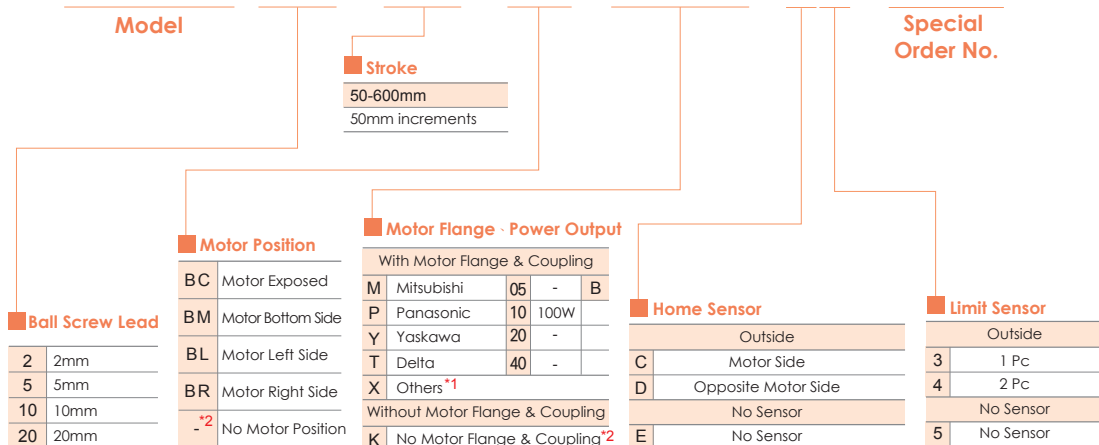 Model
Special
Order No.
Stroke
50-600mm
50mm increments
Motor Flange、Power Output
With Motor Flange & Coupling
M Mitsubishi 05 - B
P Panasonic 10 100W
Y Yaskawa 20 -
T Delta 40 -
X Others*1
Without Motor Flange & Coupling
K No Motor Flange & Coupling*2
Motor Position
BC Motor Exposed
BM Motor Bottom Side
BL Motor Left Side
BR Motor Right Side
-*2 No Motor Position
Ball Screw Lead
2 2mm
5 5mm
10 10mm
20 20mm
Home Sensor
Outside
C Motor Side
D Opposite Motor Side
No Sensor
E No Sensor
Limit Sensor
Outside
3 1 Pc
4 2 Pc
No Sensor
5 No Sensor